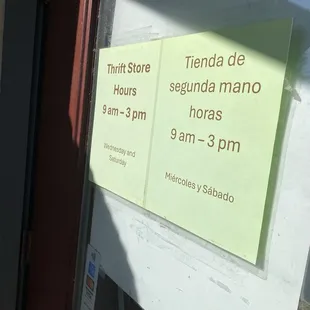 Thrift Store
Hours
9 am – 3 pm
Wednesday and
Saturday
Tienda de
segunda mano
horas
9 am – 3 pm
Miércoles y Sábado